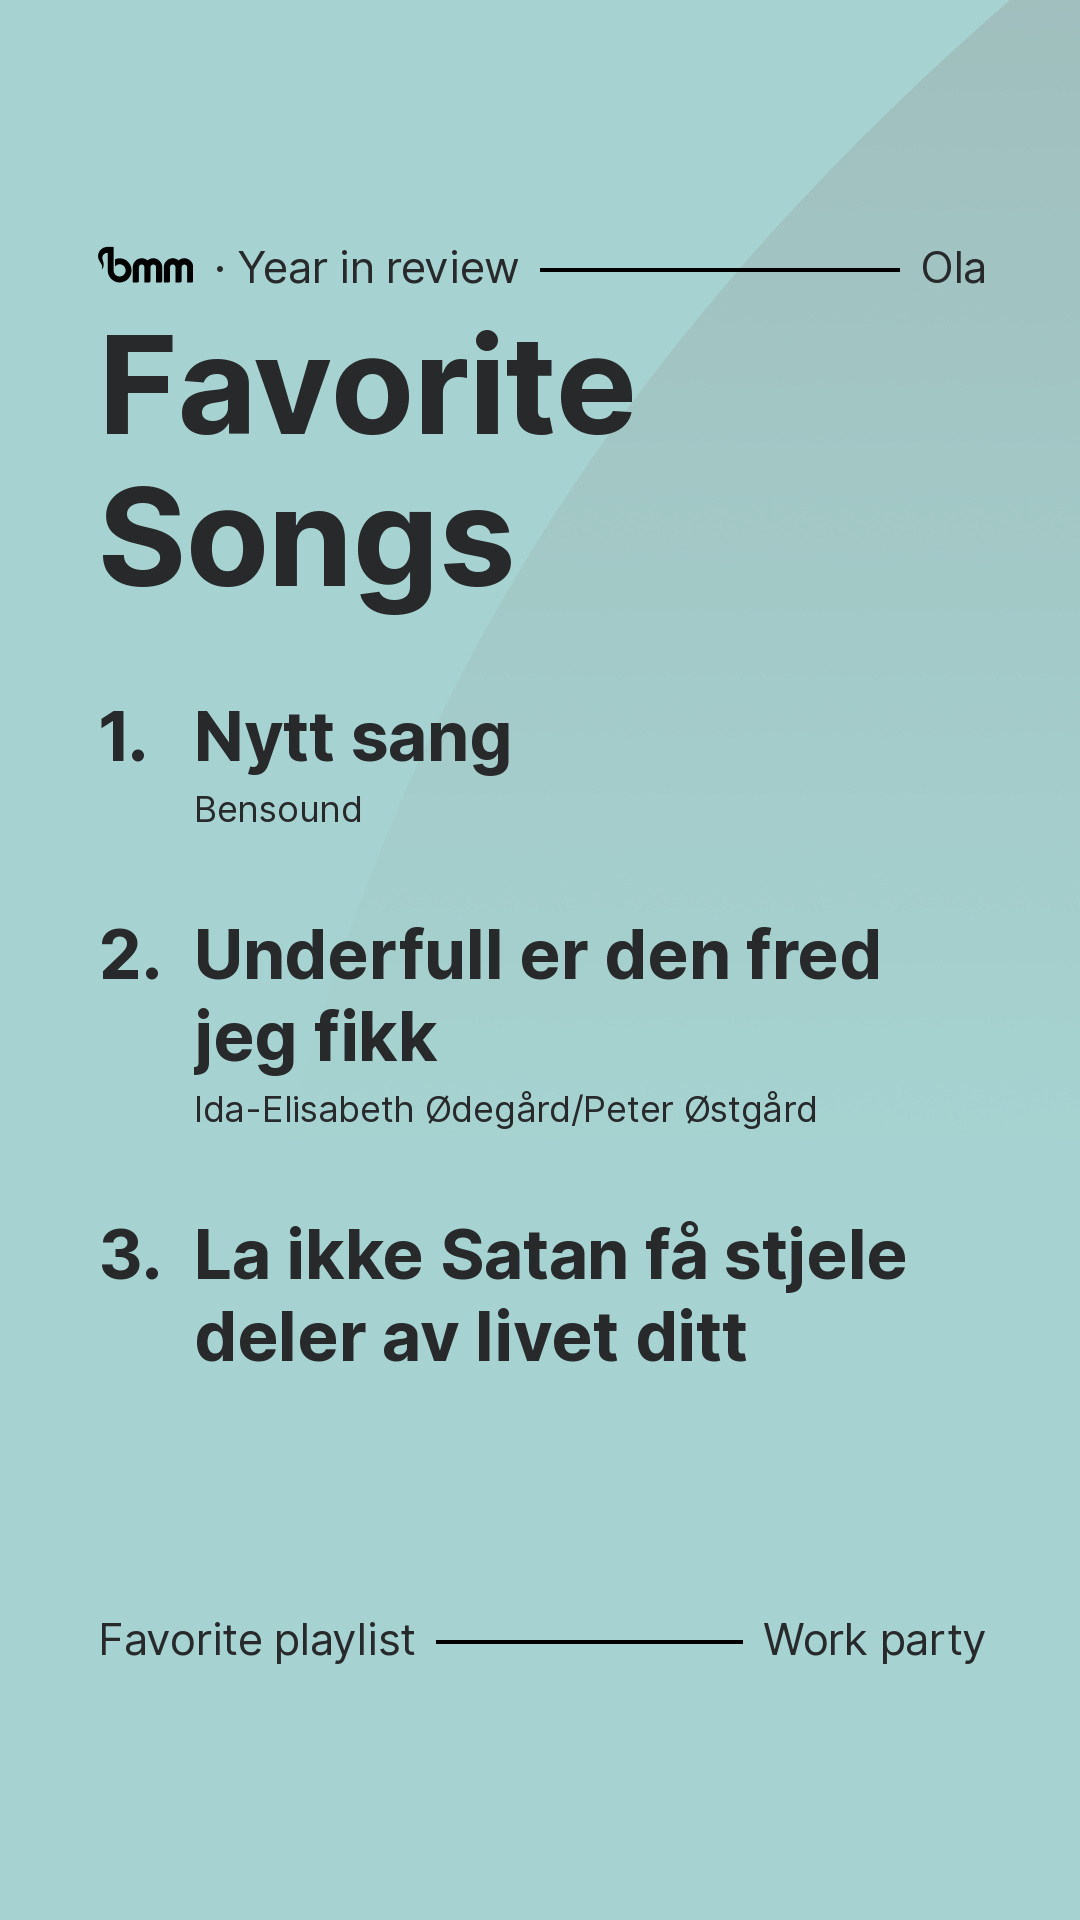 bmm · Year in review Ola
Favorite
Songs
1. Nytt sang
Bensound
2. Underfull er den fred
jeg fikk
Ida-Elisabeth Ødegård/Peter Østgård
3. La ikke Satan få stjele
deler av livet ditt
Favorite playlist Work party